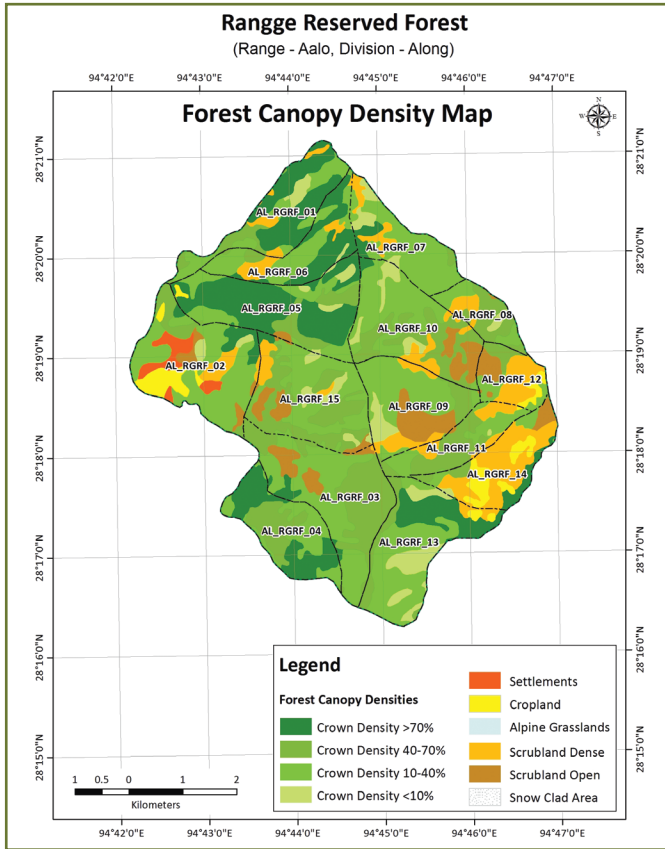 Rangge Reserved Forest
(Range - Aalo, Division - Along)
94°42'0"E 94°43'0"E 94°44'0"E 94°45'0"E 94°46'0"E 94°47'0"E
Forest Canopy Density Map
N
W E
S
28°21'0"N 28°21'0"N
AL_RGRF_01
AL_RGRF_07
28°20'0"N 28°20'0"N
AL_RGRF_06
AL_RGRF_05
AL_RGRF_08
AL_RGRF_10
28°19'0"N 28°19'0"N
AL_RGRF_02
AL_RGRF_12
AL_RGRF_15
AL_RGRF_09
28°18'0"N 28°18'0"N
AL_RGRF_11
AL_RGRF_14
AL_RGRF_03
AL_RGRF_04
AL_RGRF_13
28°17'0"N 28°17'0"N
28°16'0"N 28°16'0"N
28°15'0"N 28°15'0"N
Legend
Forest Canopy Densities
Crown Density >70%
Crown Density 40-70%
Crown Density 10-40%
Crown Density <10%
Settlements
Cropland
Alpine Grasslands
Scrubland Dense
Scrubland Open
Snow Clad Area
1 0.5 0 1 2
Kilometers
94°42'0"E 94°43'0"E 94°44'0"E 94°45'0"E 94°46'0"E 94°47'0"E